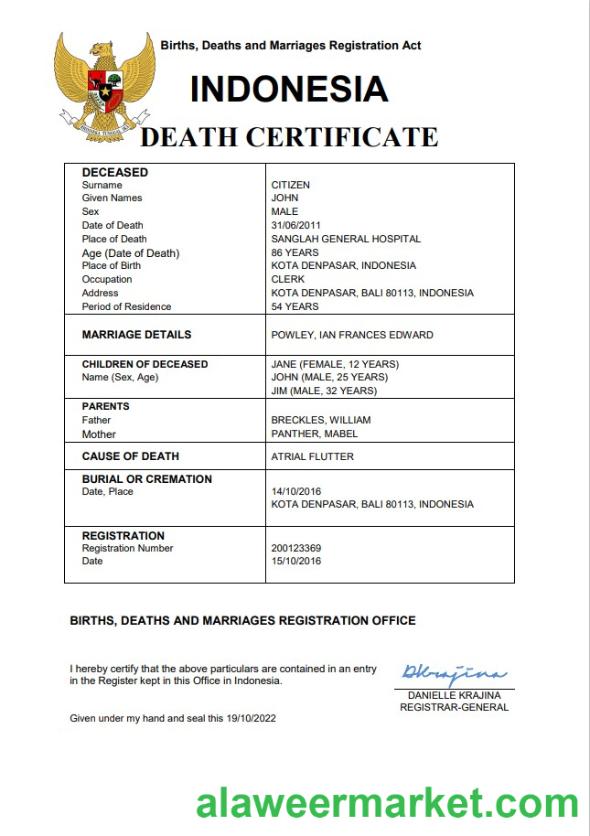 Births, Deaths and Marriages Registration Act
INDONESIA
DEATH CERTIFICATE
DECEASED
Surname CITIZEN
Given Names JOHN
Sex MALE
Date of Death 31/06/2011
Place of Death SANGLAH GENERAL HOSPITAL
Age (Date of Death) 86 YEARS
Place of Birth KOTA DENPASAR, INDONESIA
Occupation CLERK
Address KOTA DENPASAR, BALI 80113, INDONESIA
Period of Residence 54 YEARS
MARRIAGE DETAILS POWLEY, IAN FRANCES EDWARD
CHILDREN OF DECEASED JANE (FEMALE, 12 YEARS)
Name (Sex, Age) JOHN (MALE, 25 YEARS)
JIM (MALE, 32 YEARS)
PARENTS
Father BRECKLES, WILLIAM
Mother PANTHER, MABEL
CAUSE OF DEATH ATRIAL FLUTTER
BURIAL OR CREMATION
Date, Place 14/10/2016
KOTA DENPASAR, BALI 80113, INDONESIA
REGISTRATION
Registration Number 200123369
Date 15/10/2016
BIRTHS, DEATHS AND MARRIAGES REGISTRATION OFFICE
I hereby certify that the above particulars are contained in an entry
in the Register kept in this Office in Indonesia.
DKrajina
DANIELLE KRAJINA
REGISTRAR-GENERAL
Given under my hand and seal this 19/10/2022
alaweermarket.com